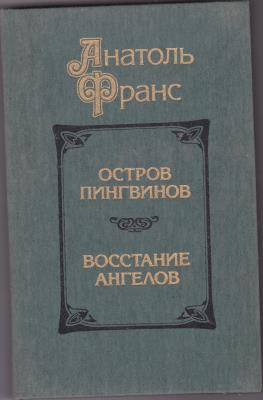 Анатоль
Франс
ОСТРОВ
ПИНГВИНОВ
ВОССТАНИЕ
АНГЕЛОВ